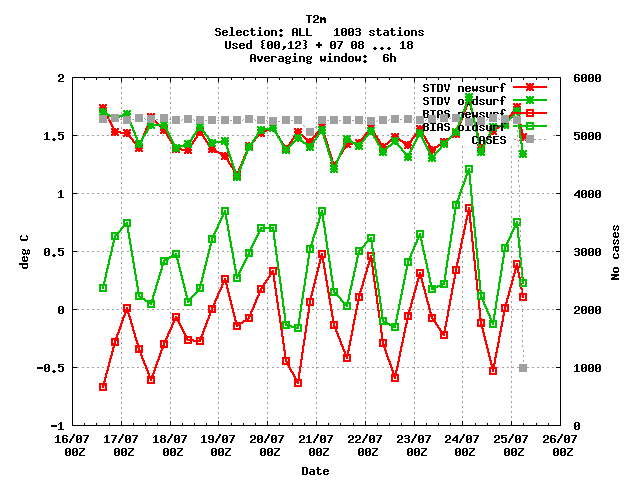 T2m
Selection: ALL   1003 stations
Used {00,12} + 07 08 ... 18
Averaging window:  6h
STDV newsurf
STDV oldsurf
BIAS newsurf
BIAS oldsurf
CASES
2
1.5
1
0.5
0
-0.5
-1
deg C
6000
5000
4000
3000
2000
1000
0
No cases
16/07 17/07 18/07 19/07 20/07 21/07 22/07 23/07 24/07 25/07 26/07
00Z 00Z 00Z 00Z 00Z 00Z 00Z 00Z 00Z 00Z 00Z
Date